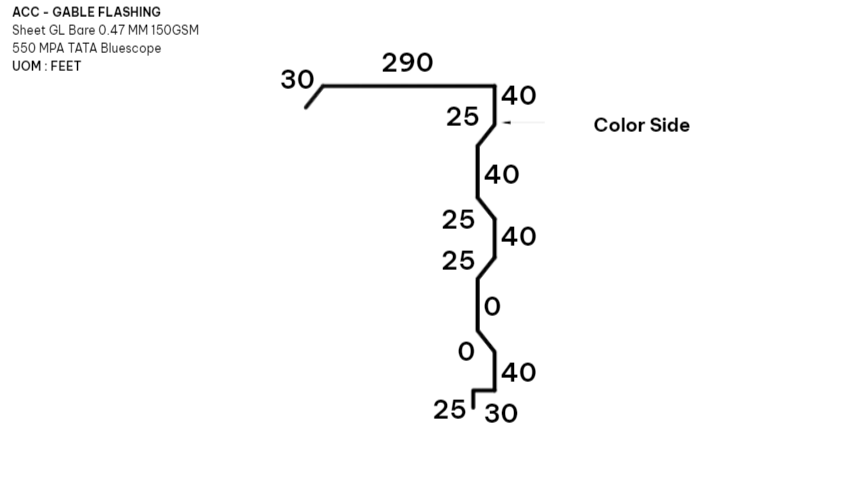 ACC - GABLE FLASHING
Sheet GL Bare 0.47 MM 150GSM
550 MPA TATA Bluescope
UOM : FEET
290
30
40
25
Color Side
40
25
40
25
0
0
40
25
30